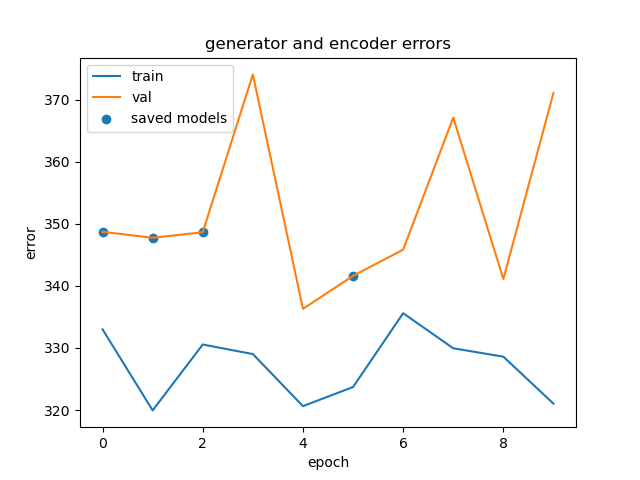 generator and encoder errors
train
val
saved models
370
360
350
340
330
320
error
0 2 4 6 8
epoch